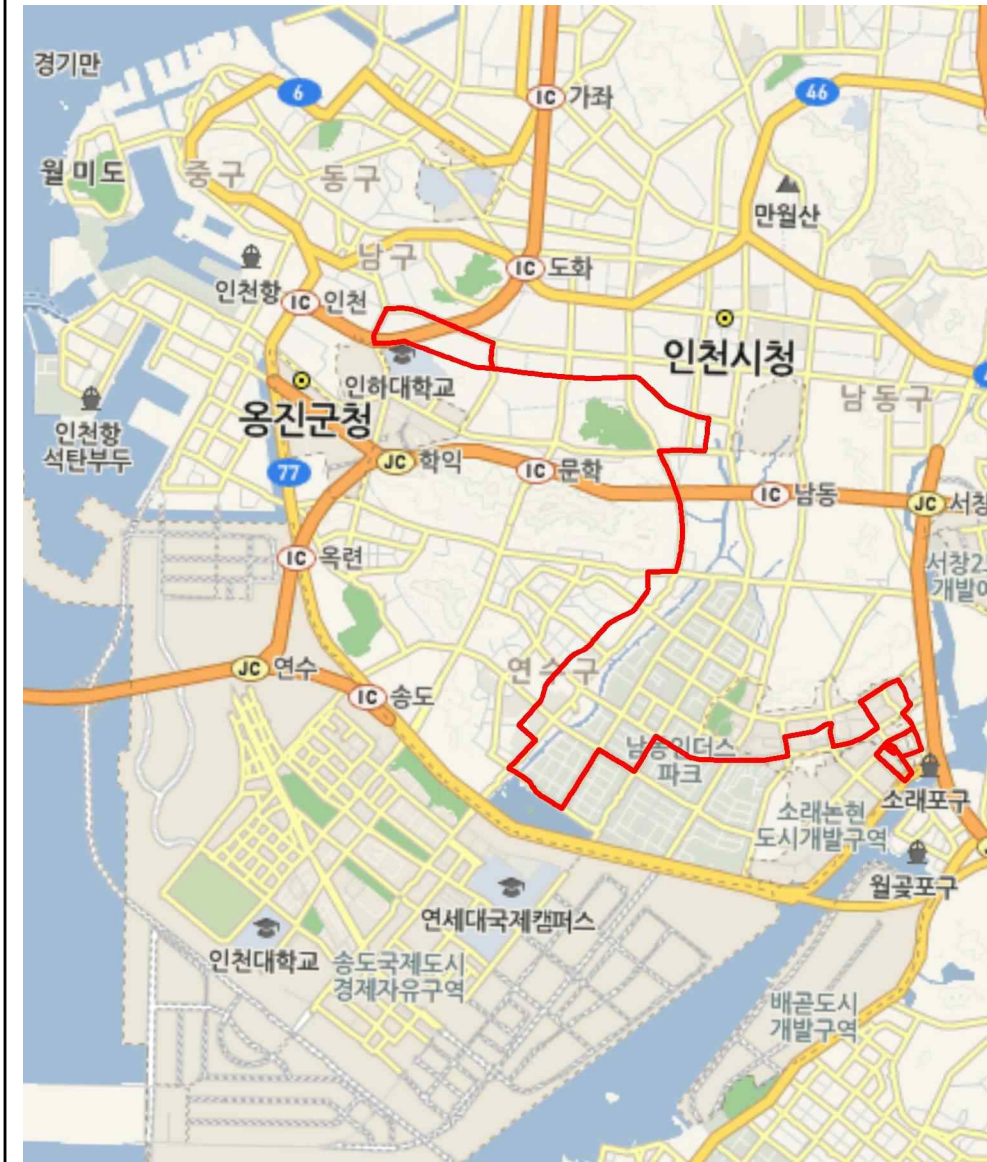 경기만
6
IC 가좌
46
월미도
중구
동구
만월산
남구
인천항
IC 인천
IC 도화
인천시청
인하대학교
남동구
옹진군청
인천항
석탄부두
77
JC 학익
IC 문학
IC 남동
JC 서창
IC 옥련
서창2
개발
연수구
JC 연수
IC 송도
남동인더스
파크
소래포구
소래논현
도시개발구역
월곶포구
연세대국제캠퍼스
인천대학교
송도국제도시
경제자유구역
배곧도시
개발구역